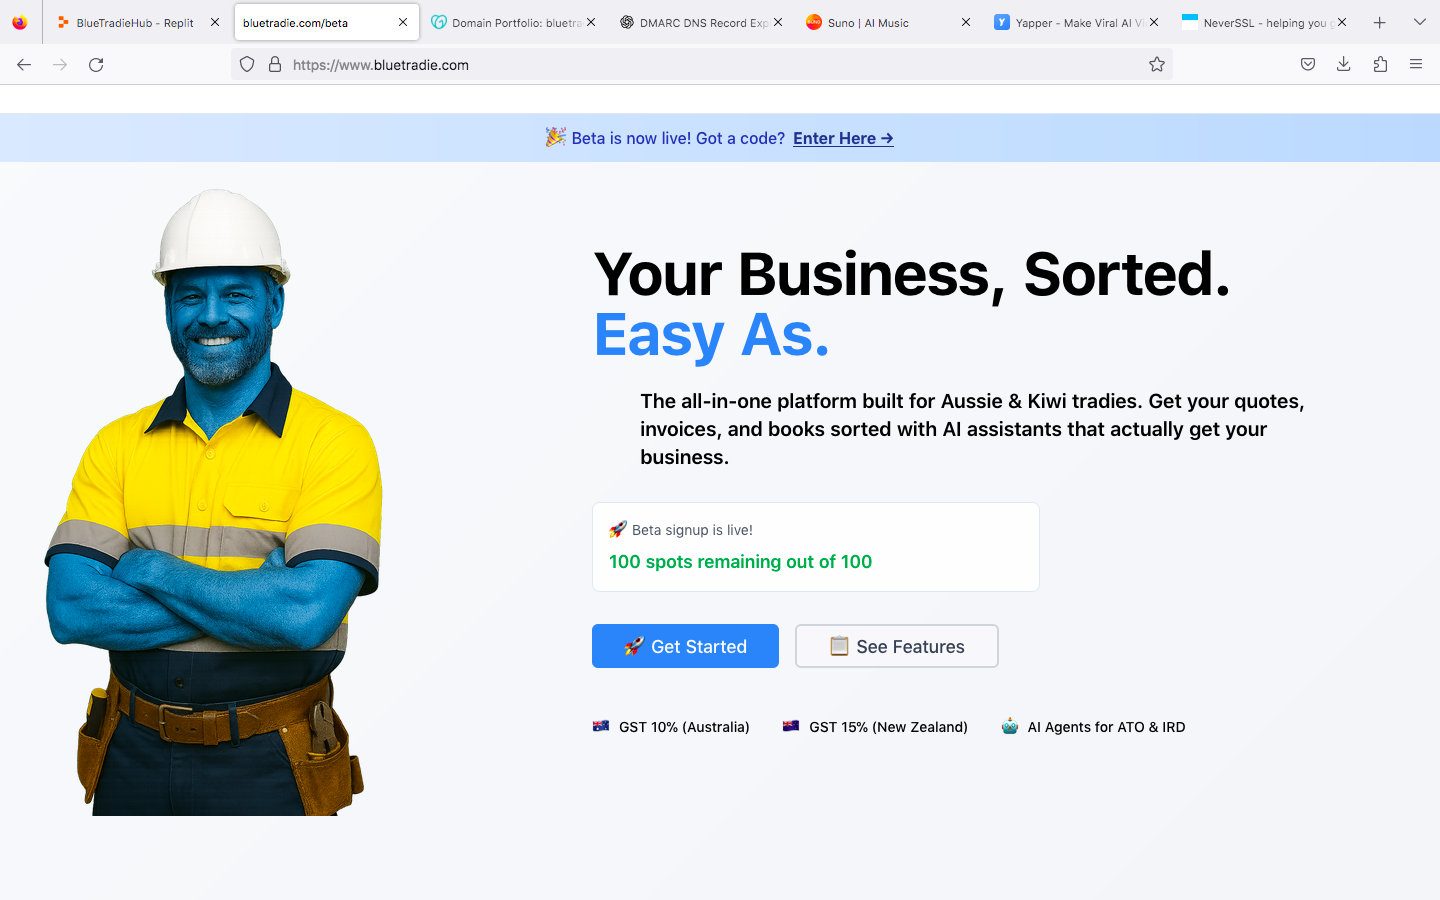 BlueTradieHub - Replit
bluetradie.com/beta
Domain Portfolio: bluetra
DMARC DNS Record Exp
Suno | AI Music
Yapper - Make Viral AI Vi
NeverSSL - helping you g
https://www.bluetradie.com
🎉 Beta is now live! Got a code? Enter Here →
Your Business, Sorted.
Easy As.
The all-in-one platform built for Aussie & Kiwi tradies. Get your quotes,
invoices, and books sorted with AI assistants that actually get your
business.
🚀 Beta signup is live!
100 spots remaining out of 100
🚀 Get Started
📋 See Features
🇦🇺 GST 10% (Australia)
🇳🇿 GST 15% (New Zealand)
🤖 AI Agents for ATO & IRD